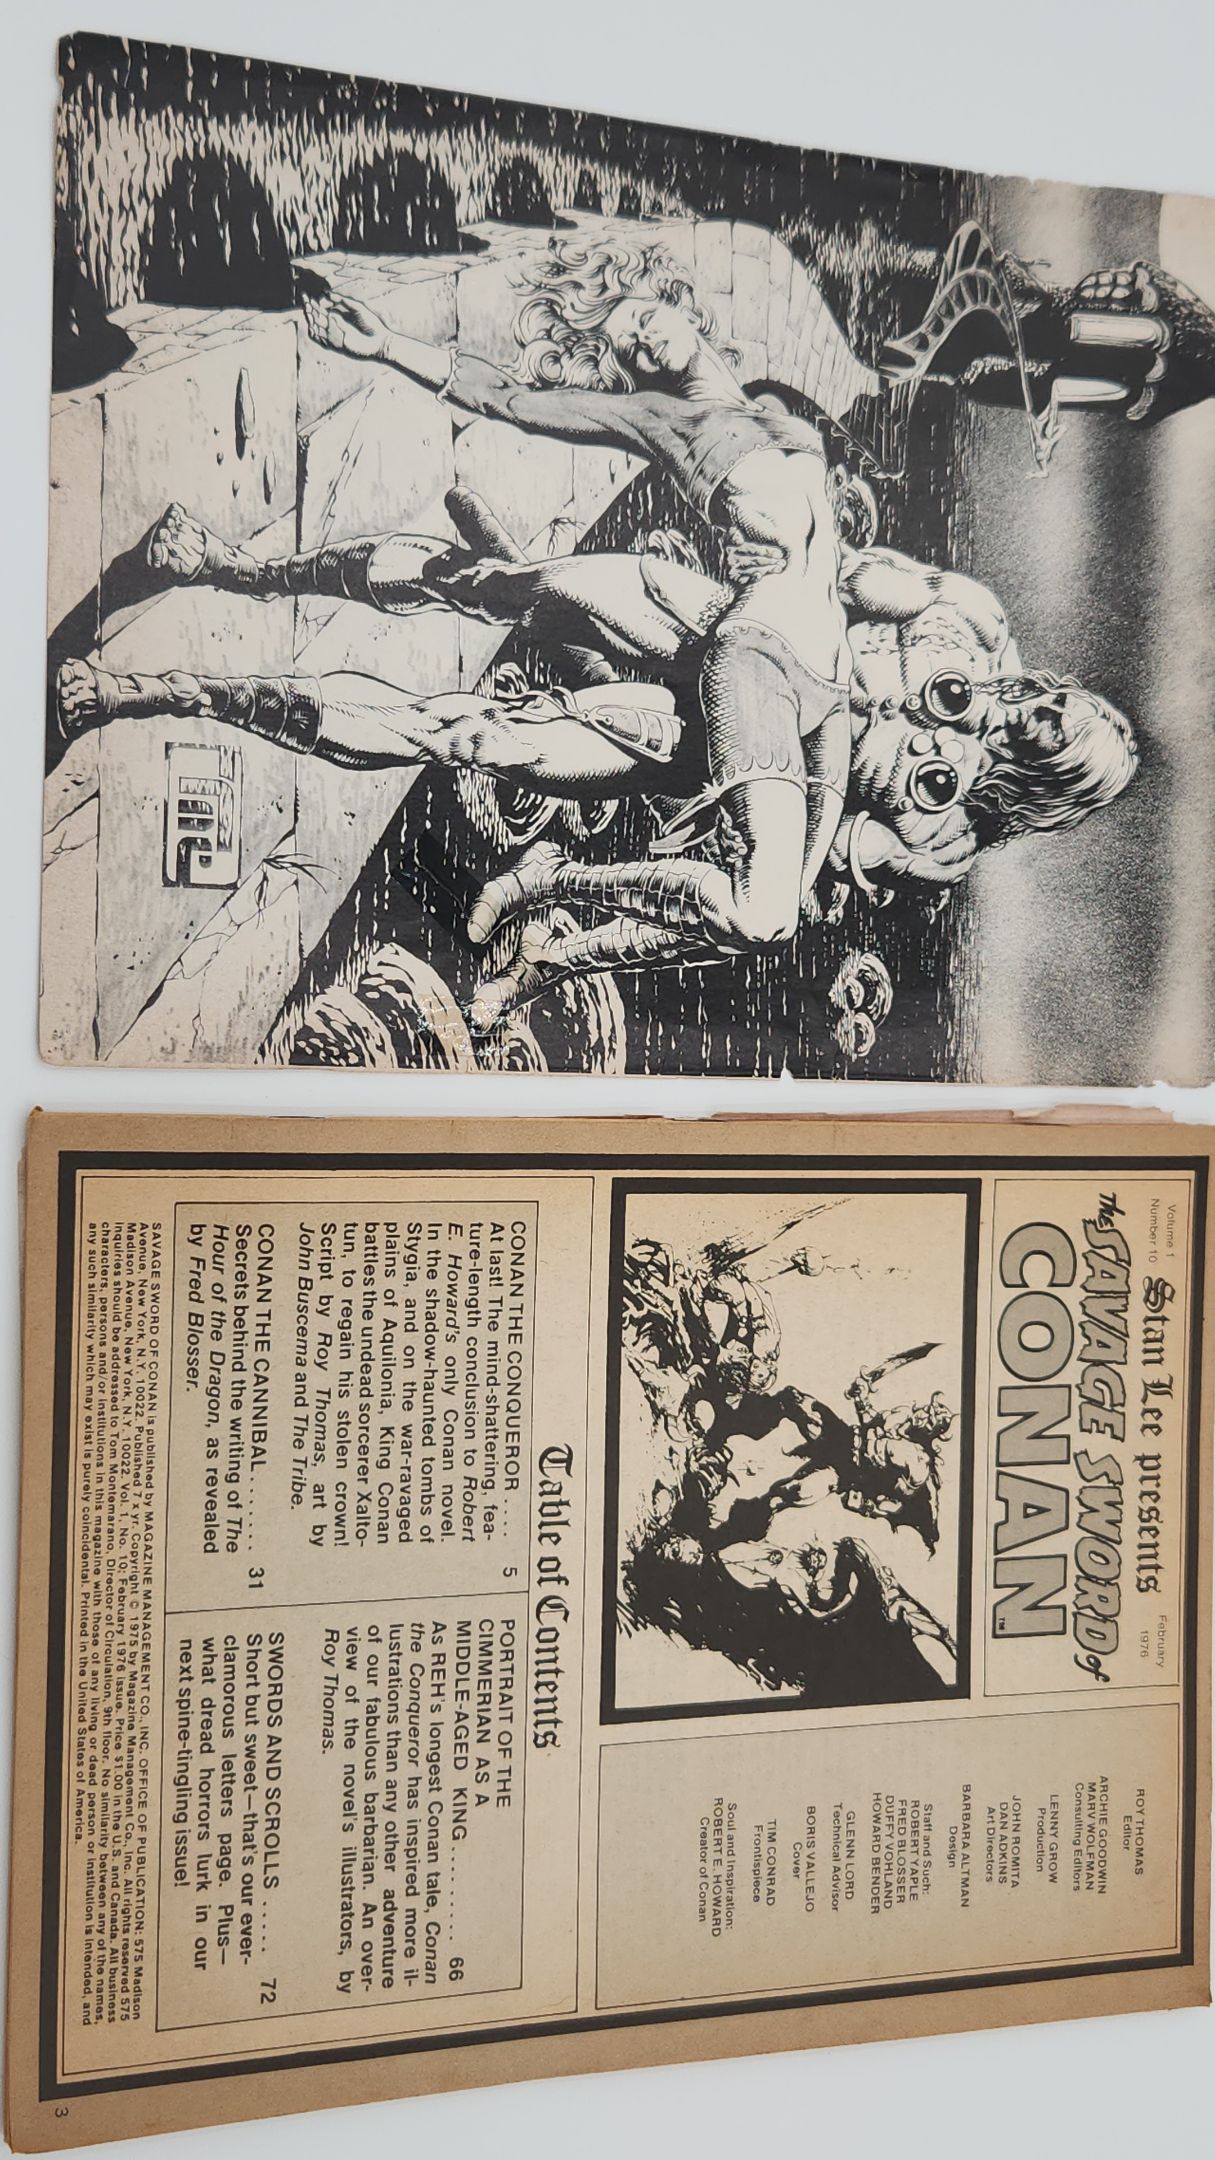 Volume 1
Number 10
Stan Lee presents
February
1976
The SAVAGE SWORD of
CONAN™
ROY THOMAS
Editor
ARCHIE GOODWIN
MARV WOLFMAN
Consulting Editors
LENNY GROW
Production
JOHN ROMITA
DAN ADKINS
Art Directors
BARBARA ALTMAN
Design
Staff and Such:
ROBERT YAPLE
FRED BLOSSER
DUFFY VOHLAND
HOWARD BENDER
GLENN LORD
Technical Advisor
BORIS VALLEJO
Cover
TIM CONRAD
Frontispiece
Soul and Inspiration:
ROBERT E. HOWARD
Creator of Conan
Table of Contents
CONAN THE CONQUEROR .... 5
At last! The mind-shattering, fea-
ture-length conclusion to Robert
E. Howard's only Conan novel.
In the shadow-haunted tombs of
Stygia, and on the war-ravaged
plains of Aquilonia, King Conan
battles the undead sorcerer Xalto-
tun, to regain his stolen crown!
Script by Roy Thomas, art by
John Buscema and The Tribe.
CONAN THE CANNIBAL ...... 31
Secrets behind the writing of The
Hour of the Dragon, as revealed
by Fred Blosser.
PORTRAIT OF THE
CIMMERIAN AS A
MIDDLE-AGED KING ......... 66
As REH's longest Conan tale, Conan
the Conqueror has inspired more il-
lustrations than any other adventure
of our fabulous barbarian. An over-
view of the novel's illustrators, by
Roy Thomas.
SWORDS AND SCROLLS ..... 72
Short but sweet—that's our ever-
clamorous letters page. Plus—
what dread horrors lurk in our
next spine-tingling issue!
SAVAGE SWORD OF CONAN is published by MAGAZINE MANAGEMENT CO., INC. OFFICE OF PUBLICATION: 575 Madison
Avenue, New York, N.Y. 10022. Published 7 x yr. Copyright © 1975 by Magazine Management Co., Inc. All rights reserved 575
Madison Avenue, New York, N.Y. 10022. Vol. 1, No. 10, February 1976 issue. Price $1.00 in the U.S. and Canada. All business
inquiries should be addressed to Tom Montemarano, Director of Circulation, 9th floor. No similarity between any of the names,
characters, persons and/or institutions in this magazine with those of any living or dead person or institution is intended, and
any such similarity which may exist is purely coincidental. Printed in the United States of America.
3